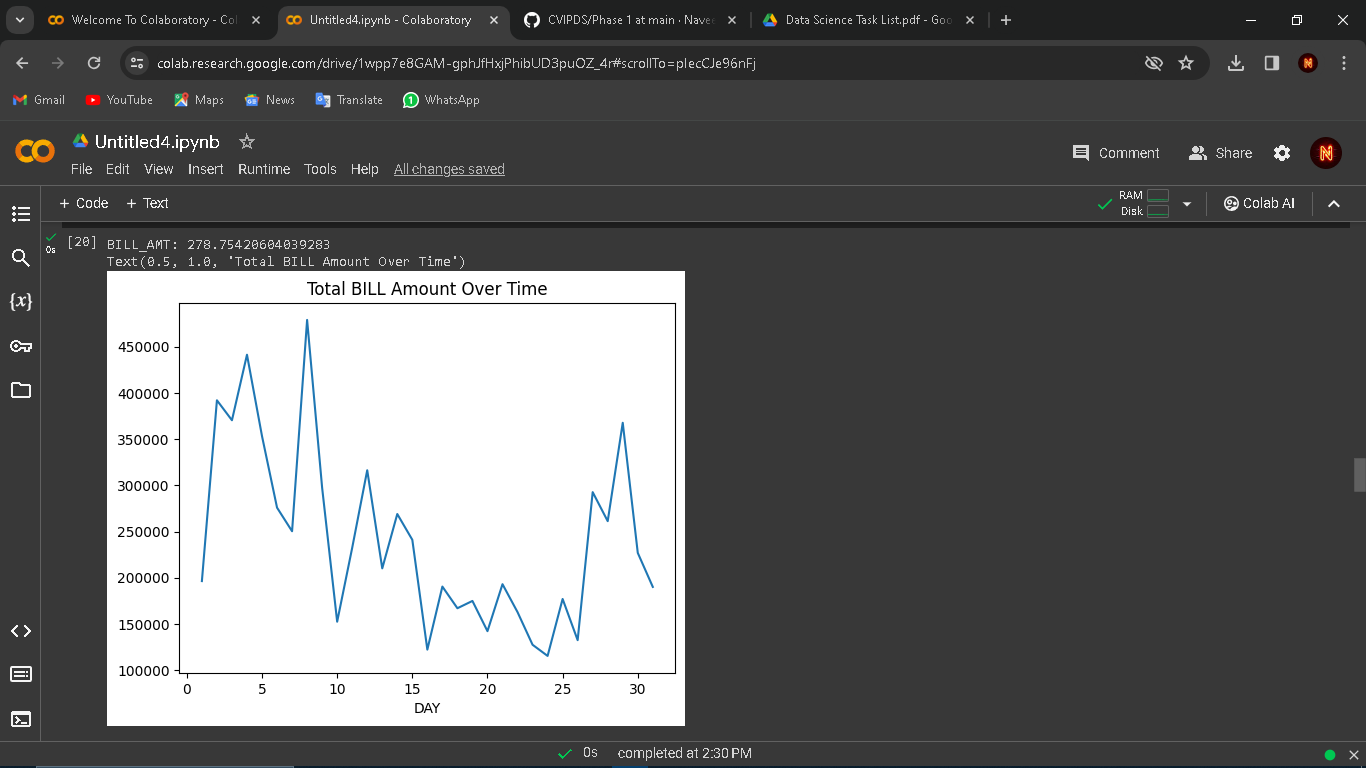 Welcome To Colaboratory - Col
Untitled4.ipynb - Colaboratory
CVIPDS/Phase 1 at main · Navee
Data Science Task List.pdf - Goo
colab.research.google.com/drive/1wpp7e8GAM-gphJfHxjPhibUD3puOZ_4r#scrollTo=pIecCJe96nFj
N
Gmail
YouTube
Maps
News
Translate
1
WhatsApp
Untitled4.ipynb
File Edit View Insert Runtime Tools Help All changes saved
Comment
Share
N
+ Code + Text
RAM
Disk
Colab AI
0s
[20] BILL_AMT: 278.75420604039283
Text(0.5, 1.0, 'Total BILL Amount Over Time')
{x}
Total BILL Amount Over Time
450000
400000
350000
300000
250000
200000
150000
100000
0 5 10 15 20 25 30
DAY
0s completed at 2:30 PM